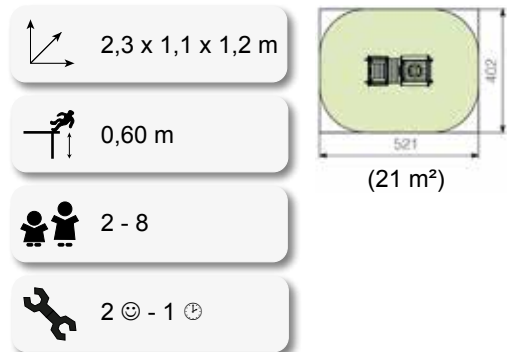 2,3 x 1,1 x 1,2 m
0,60 m
2 - 8
2 ☺ - 1 🕑
402
521
(21 m²)